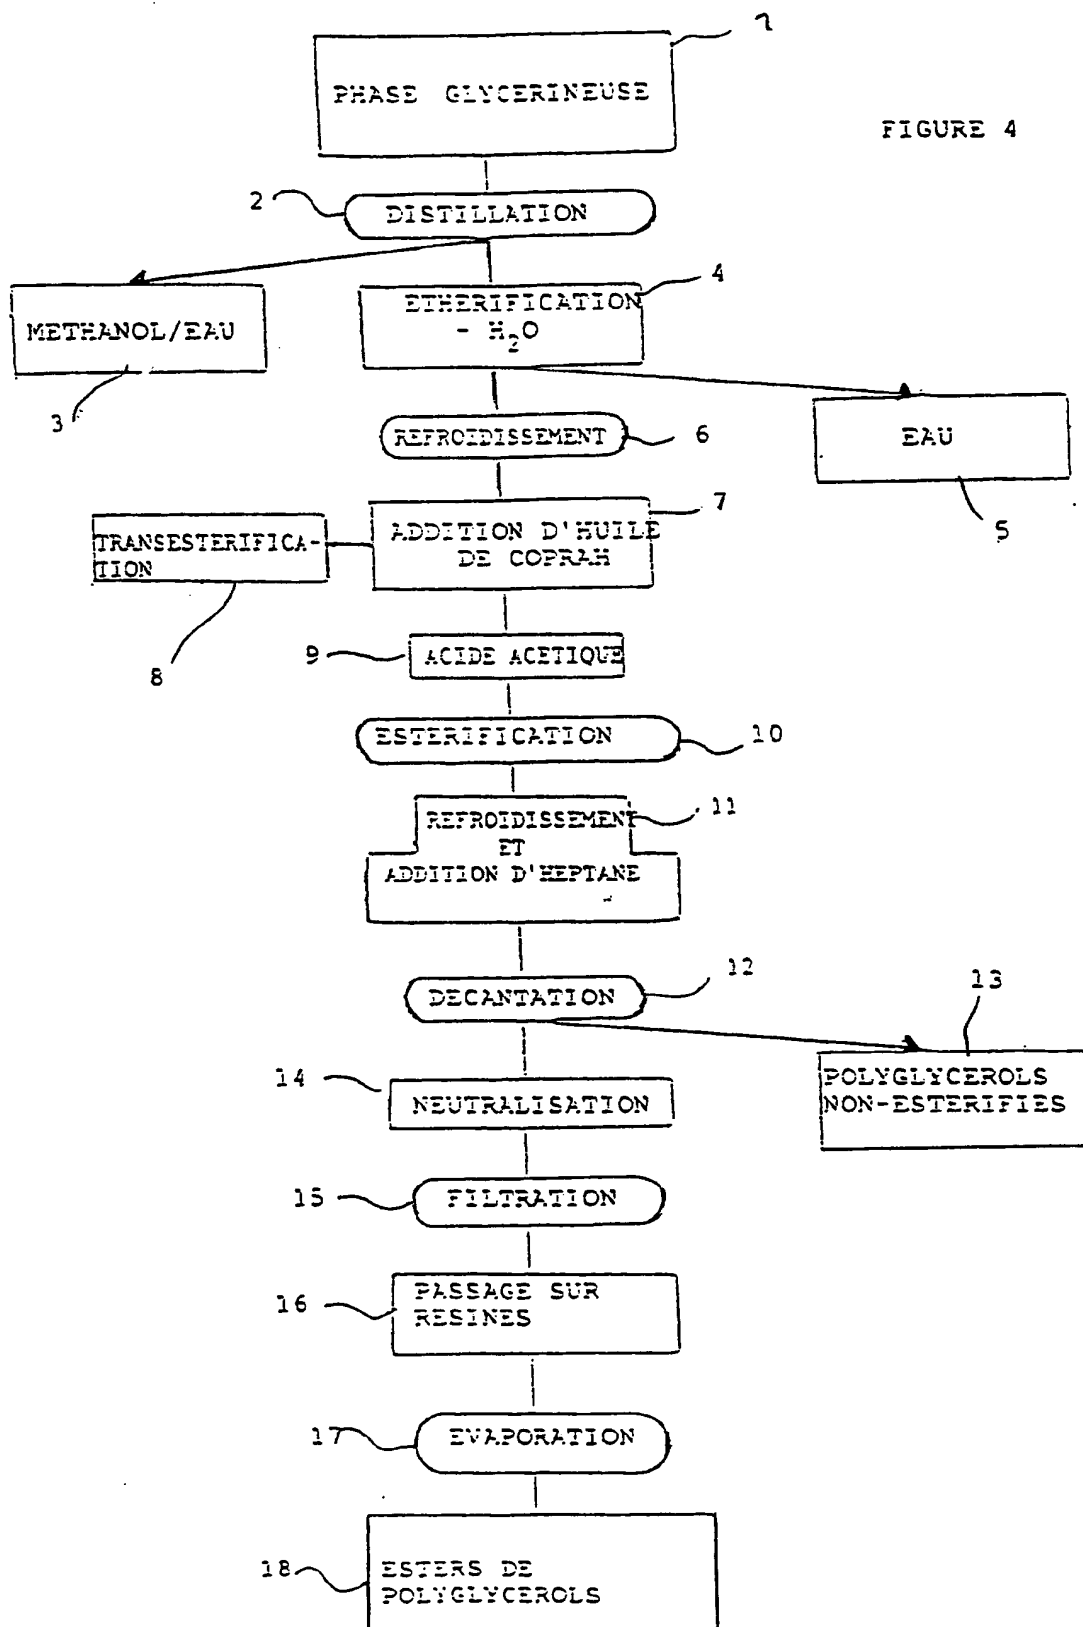 1
PHASE GLYCERINEUSE
FIGURE 4
2
DISTILLATION
4
ETHERIFICATION
- H2O
METHANOL/EAU
3
REFROIDISSEMENT
6
EAU
5
7
ADDITION D'HUILE
DE COPRAH
TRANSESTERIFICA-
TION
8
9
ACIDE ACETIQUE
ESTERIFICATION
10
11
REFROIDISSEMENT
ET
ADDITION D'HEPTANE
12
DECANTATION
13
POLYGLYCEROLS
NON-ESTERIFIES
14
NEUTRALISATION
15
FILTRATION
16
PASSAGE SUR
RESINES
17
EVAPORATION
18
ESTERS DE
POLYGLYCEROLS